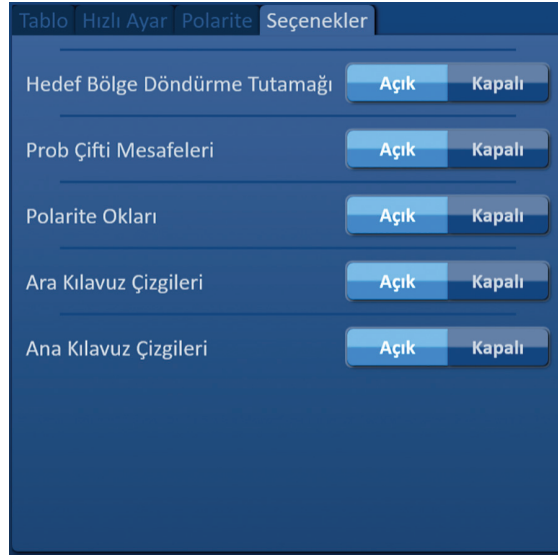 Tablo Hızlı Ayar Polarite Seçenekler
Hedef Bölge Döndürme Tutamağı Açık Kapalı
Prob Çifti Mesafeleri Açık Kapalı
Polarite Okları Açık Kapalı
Ara Kılavuz Çizgileri Açık Kapalı
Ana Kılavuz Çizgileri Açık Kapalı